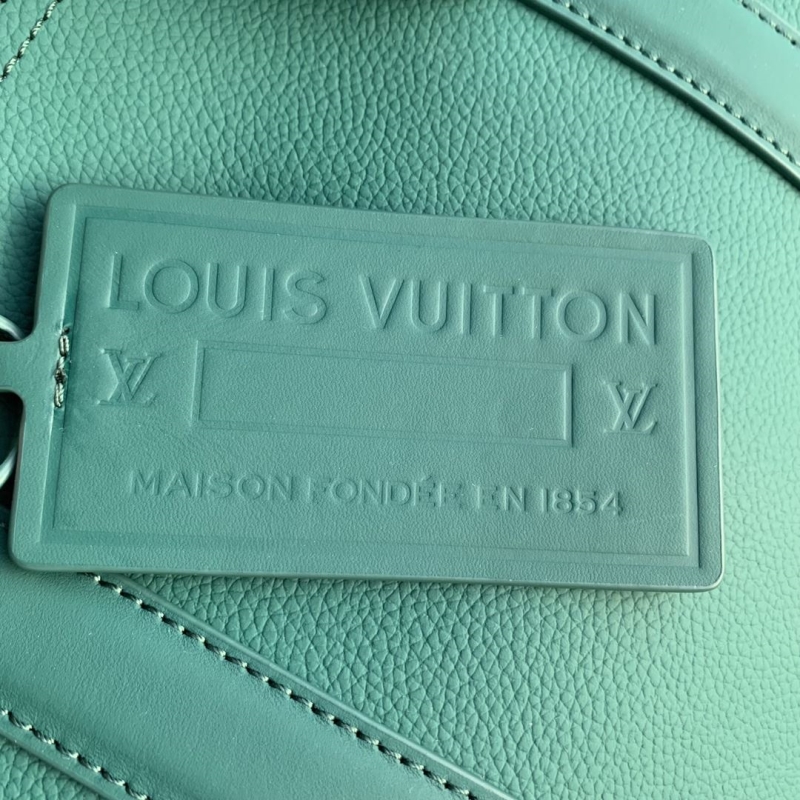 LOUIS VUITTON
LV LV
MAISON FONDÉE EN 1854